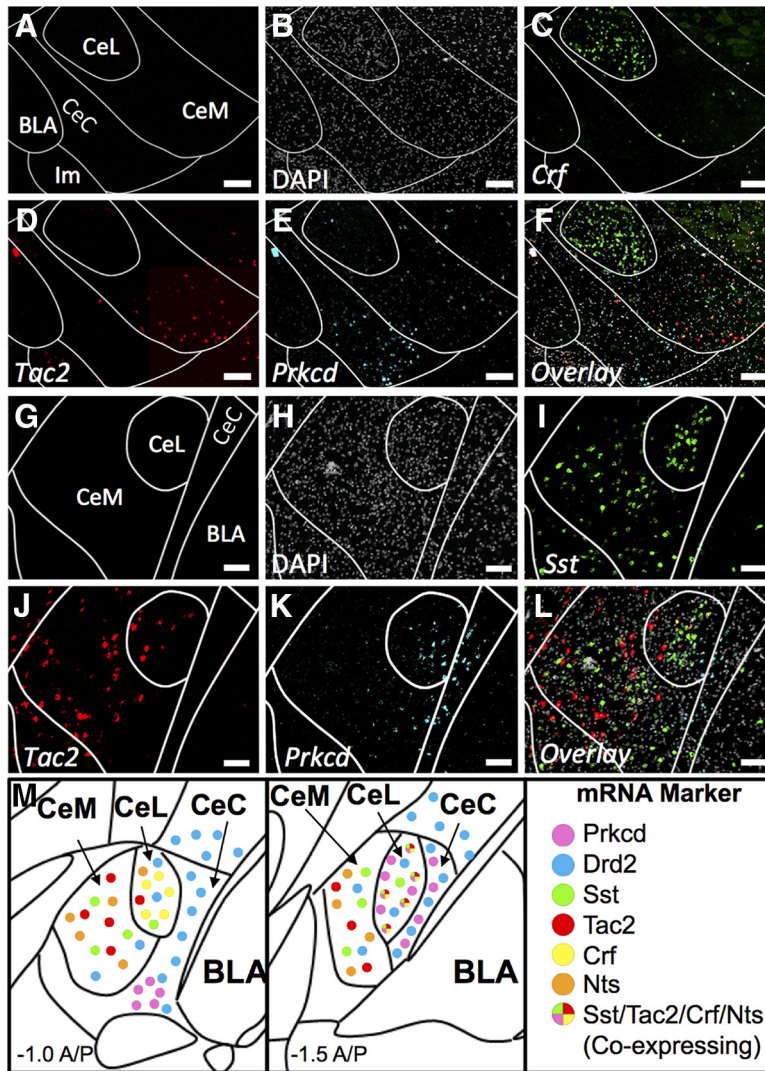 A
CeL
BLA
CeC
CeM
Im
B
DAPI
C
Crf
D
Tac2
E
Prkcd
F
Overlay
G
CeL
CeC
CeM
BLA
H
DAPI
I
Sst
J
Tac2
K
Prkcd
L
Overlay
M
CeM
CeL
CeC
BLA
-1.0 A/P
CeM
CeL
CeC
BLA
-1.5 A/P
mRNA Marker
Prkcd
Drd2
Sst
Tac2
Crf
Nts
Sst/Tac2/Crf/Nts
(Co-expressing)